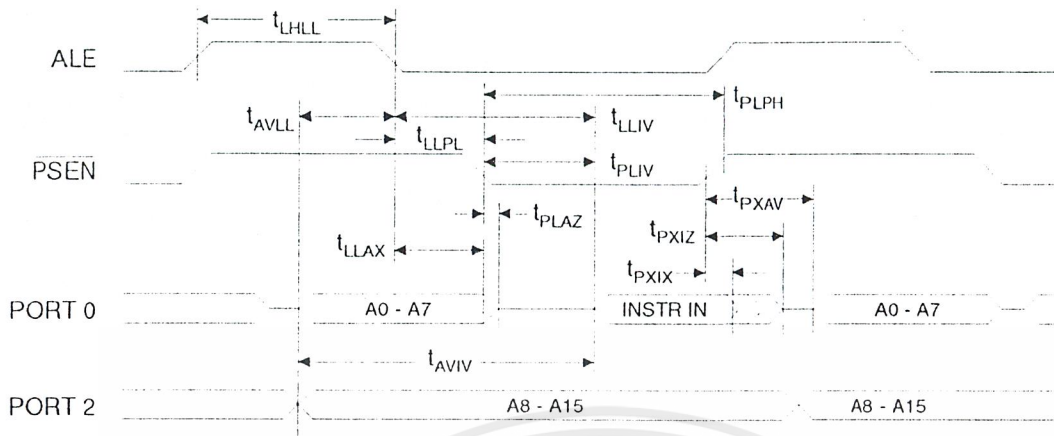 tLHLL
ALE
tPLPH
tAVLL
tLLIV
tLLPL
PSEN
tPLIV
tPXAV
tPLAZ
tLLAX
tPXIZ
tPXIX
PORT 0
A0 - A7
INSTR IN
A0 - A7
tAVIV
PORT 2
A8 - A15
A8 - A15